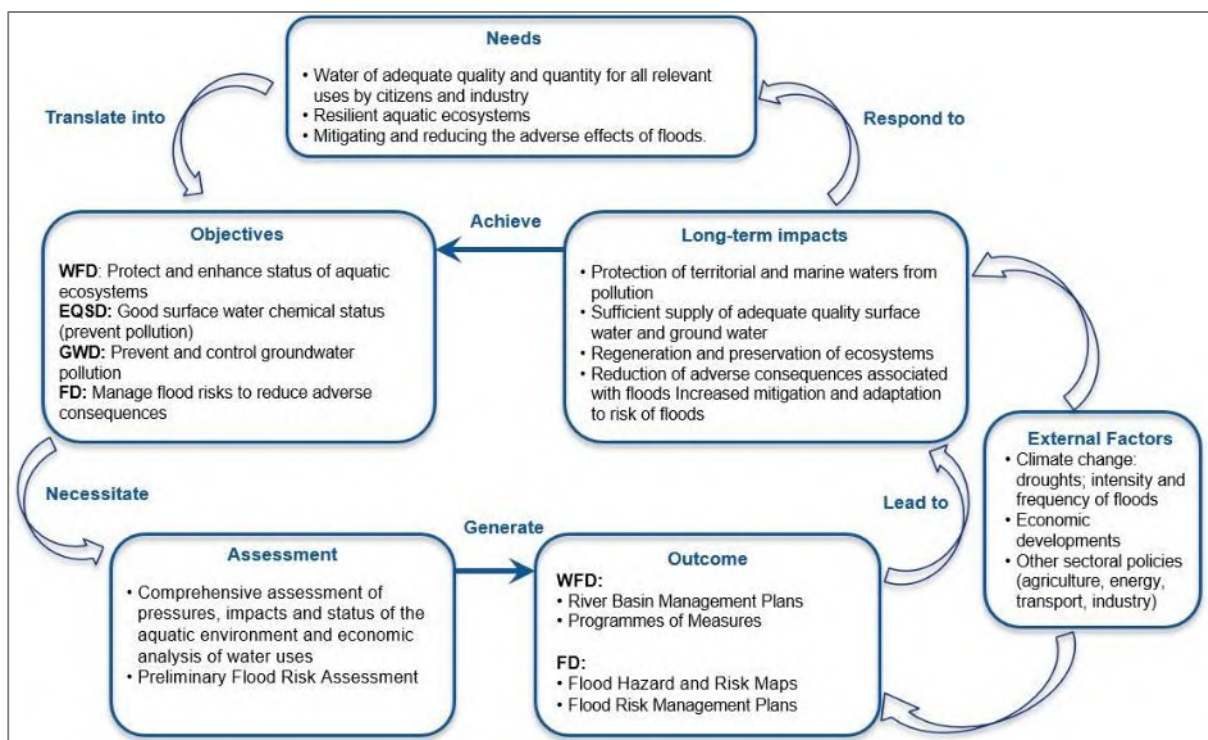 Needs
• Water of adequate quality and quantity for all relevant
uses by citizens and industry
• Resilient aquatic ecosystems
• Mitigating and reducing the adverse effects of floods.
Translate into
Respond to
Objectives
WFD: Protect and enhance status of aquatic
ecosystems
EQSD: Good surface water chemical status
(prevent pollution)
GWD: Prevent and control groundwater
pollution
FD: Manage flood risks to reduce adverse
consequences
Achieve
Long-term impacts
• Protection of territorial and marine waters from
pollution
• Sufficient supply of adequate quality surface
water and ground water
• Regeneration and preservation of ecosystems
• Reduction of adverse consequences associated
with floods Increased mitigation and adaptation
to risk of floods
External Factors
• Climate change:
droughts; intensity and
frequency of floods
• Economic
developments
• Other sectoral policies
(agriculture, energy,
transport, industry)
Necessitate
Lead to
Assessment
• Comprehensive assessment of
pressures, impacts and status of the
aquatic environment and economic
analysis of water uses
• Preliminary Flood Risk Assessment
Generate
Outcome
WFD:
• River Basin Management Plans
• Programmes of Measures
FD:
• Flood Hazard and Risk Maps
• Flood Risk Management Plans